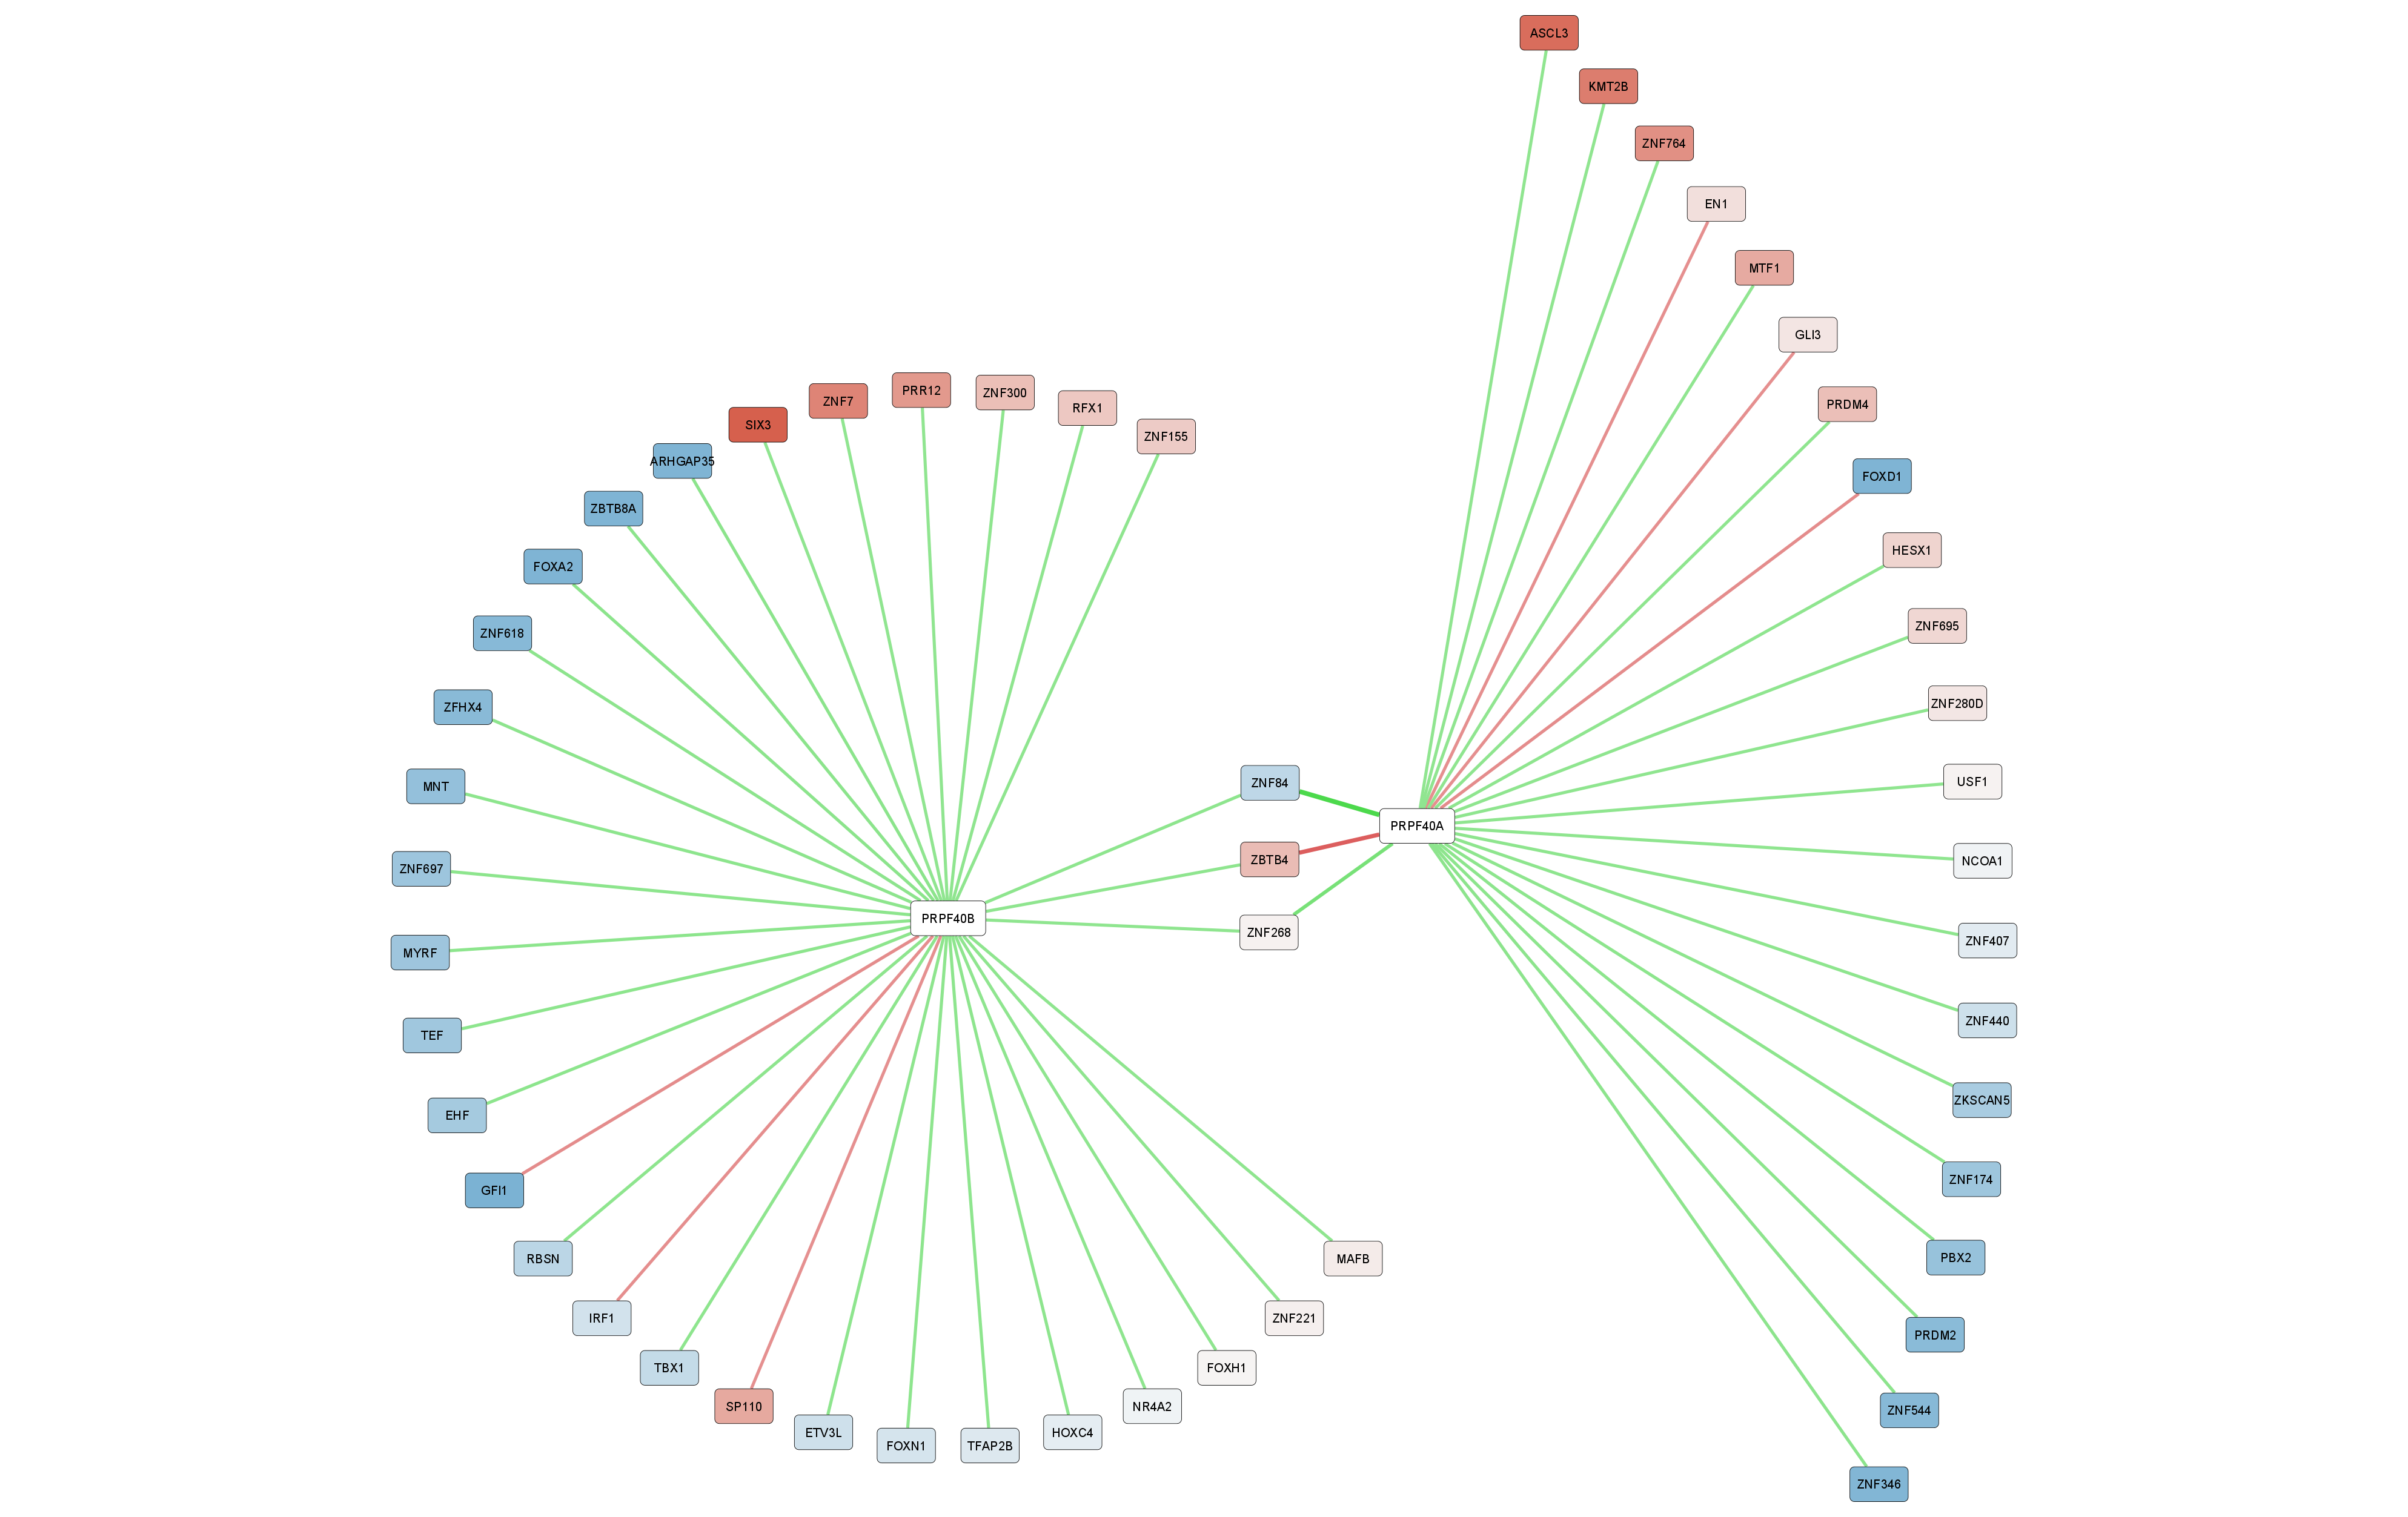 ASCL3
KMT2B
ZNF764
EN1
MTF1
GLI3
PRR12
ZNF300
ZNF7
RFX1
PRDM4
SIX3
ZNF155
ARHGAP35
FOXD1
ZBTB8A
HESX1
FOXA2
ZNF695
ZNF618
ZNF280D
ZFHX4
USF1
ZNF84
MNT
PRPF40A
ZBTB4
NCOA1
ZNF697
PRPF40B
ZNF268
ZNF407
MYRF
ZNF440
TEF
ZKSCAN5
EHF
ZNF174
GFI1
PBX2
RBSN
MAFB
IRF1
ZNF221
PRDM2
TBX1
FOXH1
SP110
NR4A2
ZNF544
ETV3L
HOXC4
FOXN1
TFAP2B
ZNF346